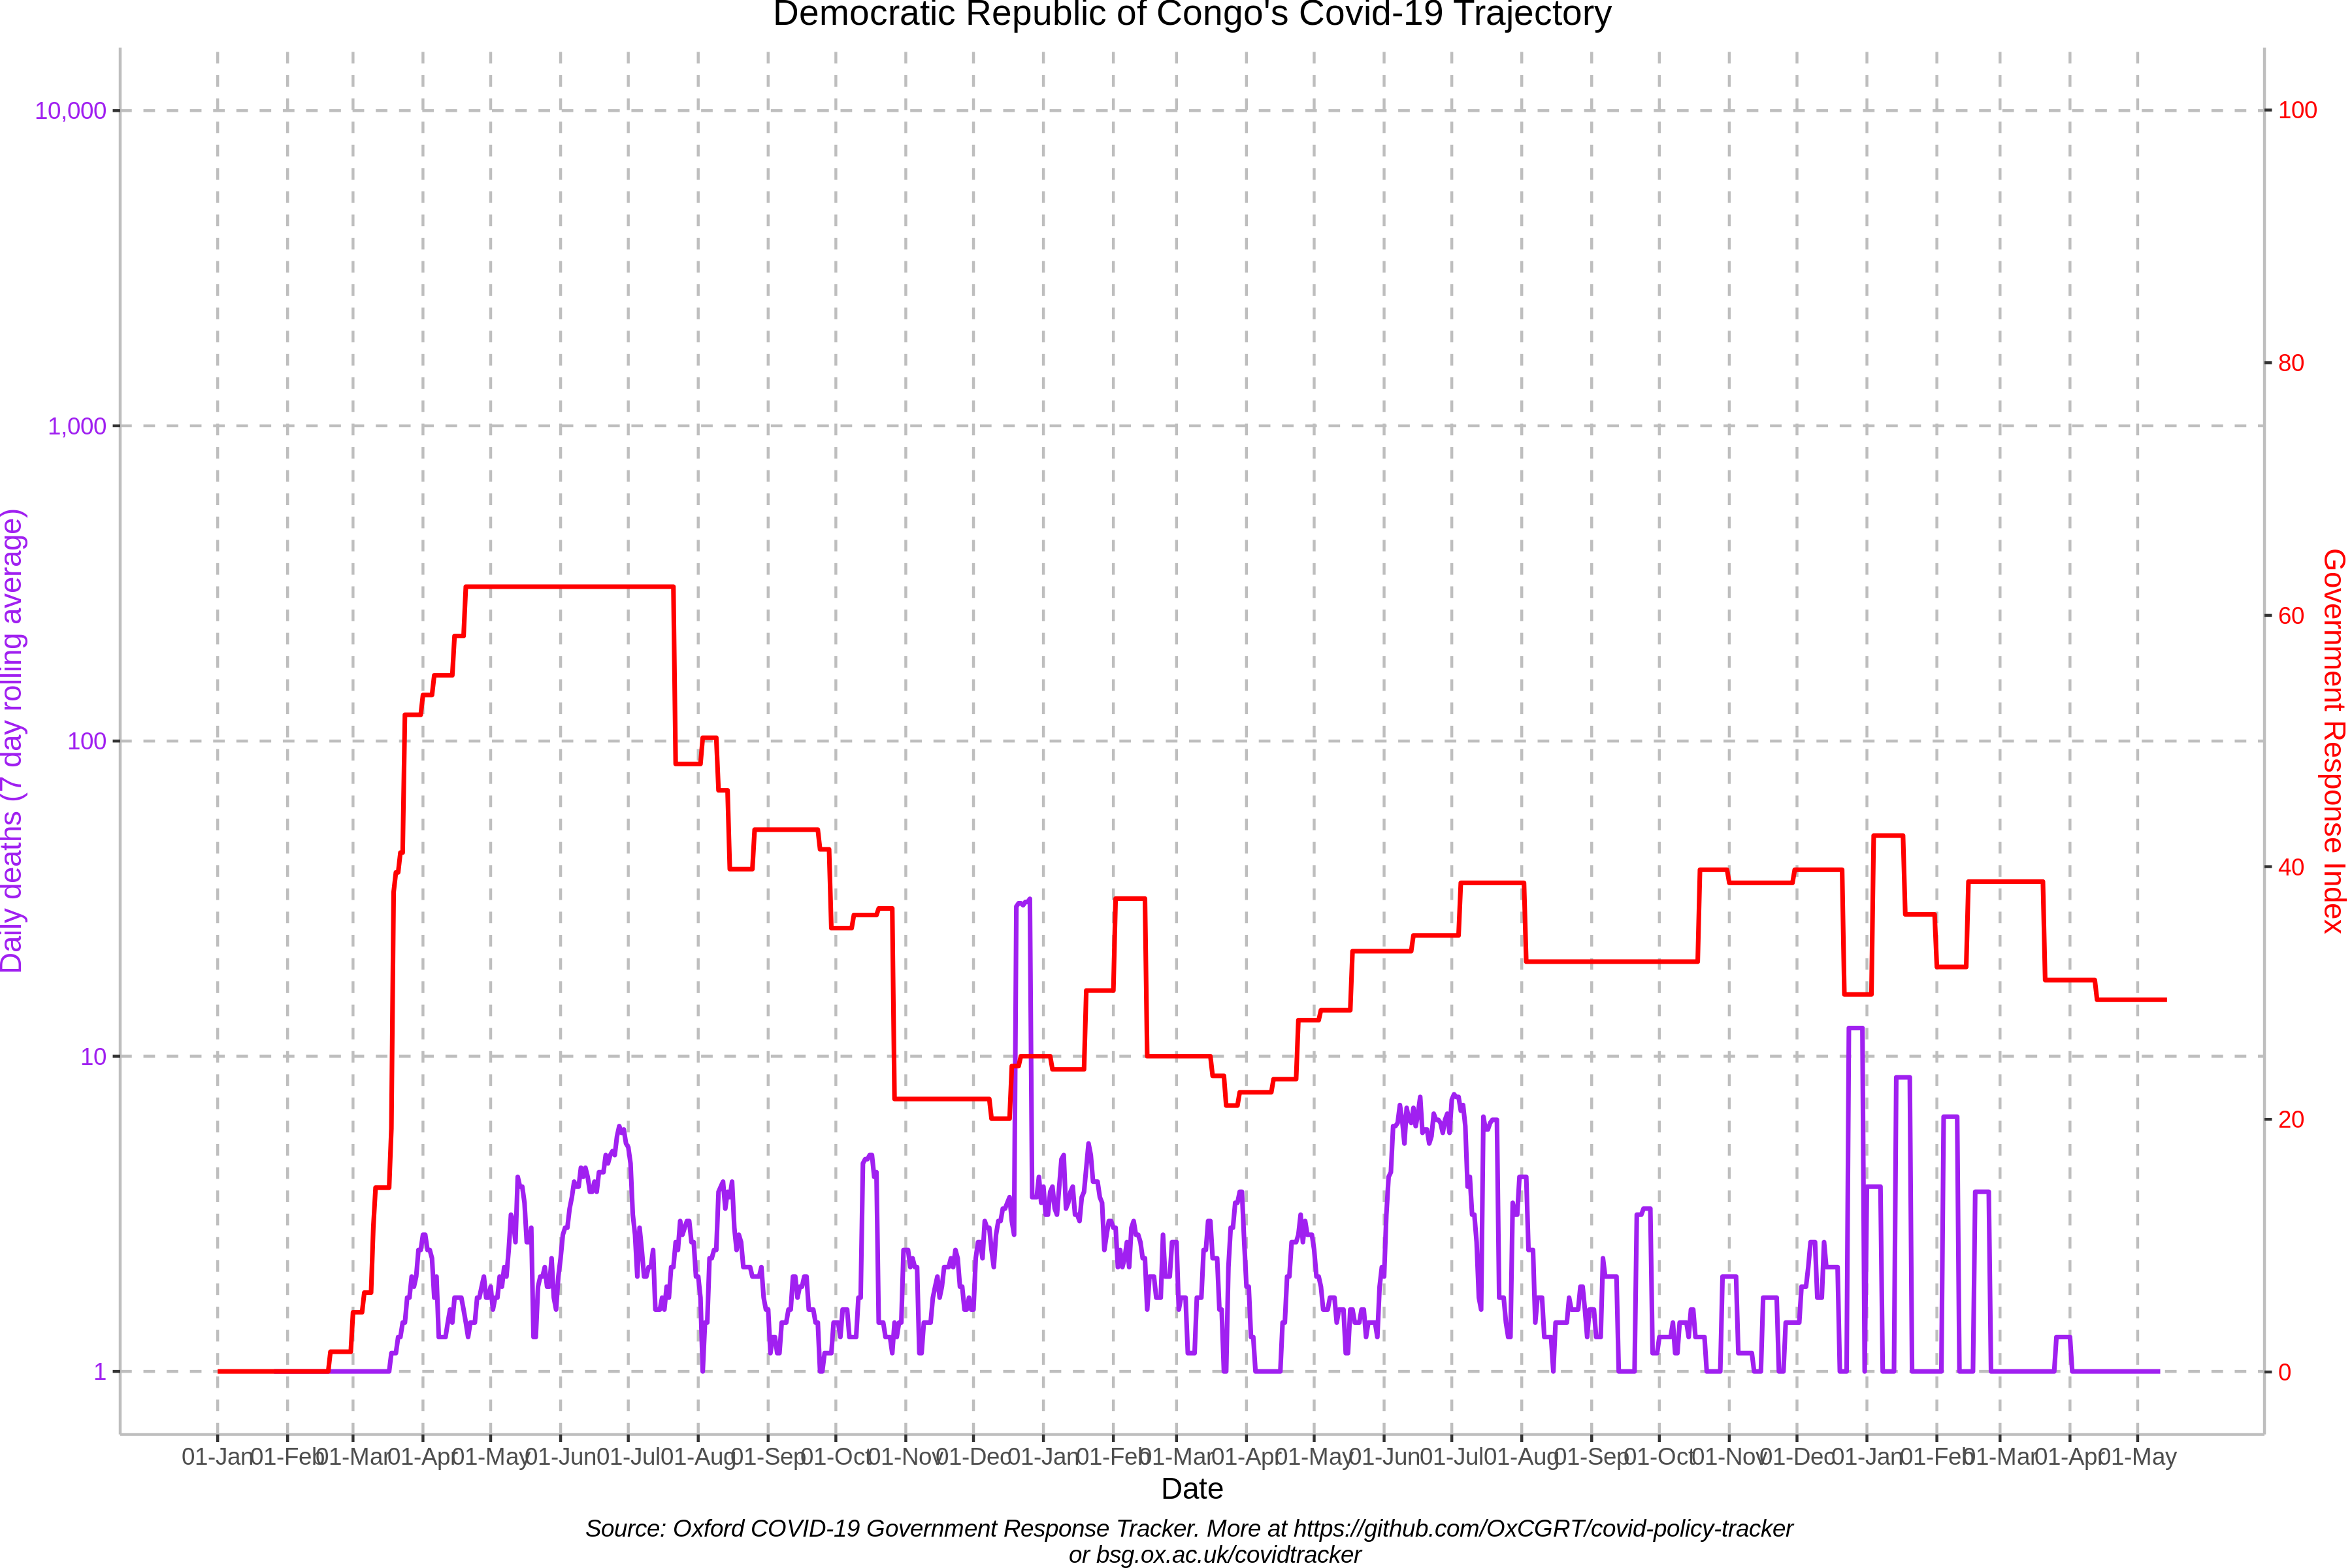 Democratic Republic of Congo's Covid-19 Trajectory
10,000
1,000
100
10
1
Daily deaths (7 day rolling average)
100
80
60
40
20
0
Government Response Index
01-Jan 01-Feb 01-Mar 01-Apr 01-May 01-Jun 01-Jul 01-Aug 01-Sep 01-Oct 01-Nov 01-Dec 01-Jan 01-Feb 01-Mar 01-Apr 01-May 01-Jun 01-Jul 01-Aug 01-Sep 01-Oct 01-Nov 01-Dec 01-Jan 01-Feb 01-Mar 01-Apr 01-May
Date
Source: Oxford COVID-19 Government Response Tracker. More at https://github.com/OxCGRT/covid-policy-tracker
or bsg.ox.ac.uk/covidtracker